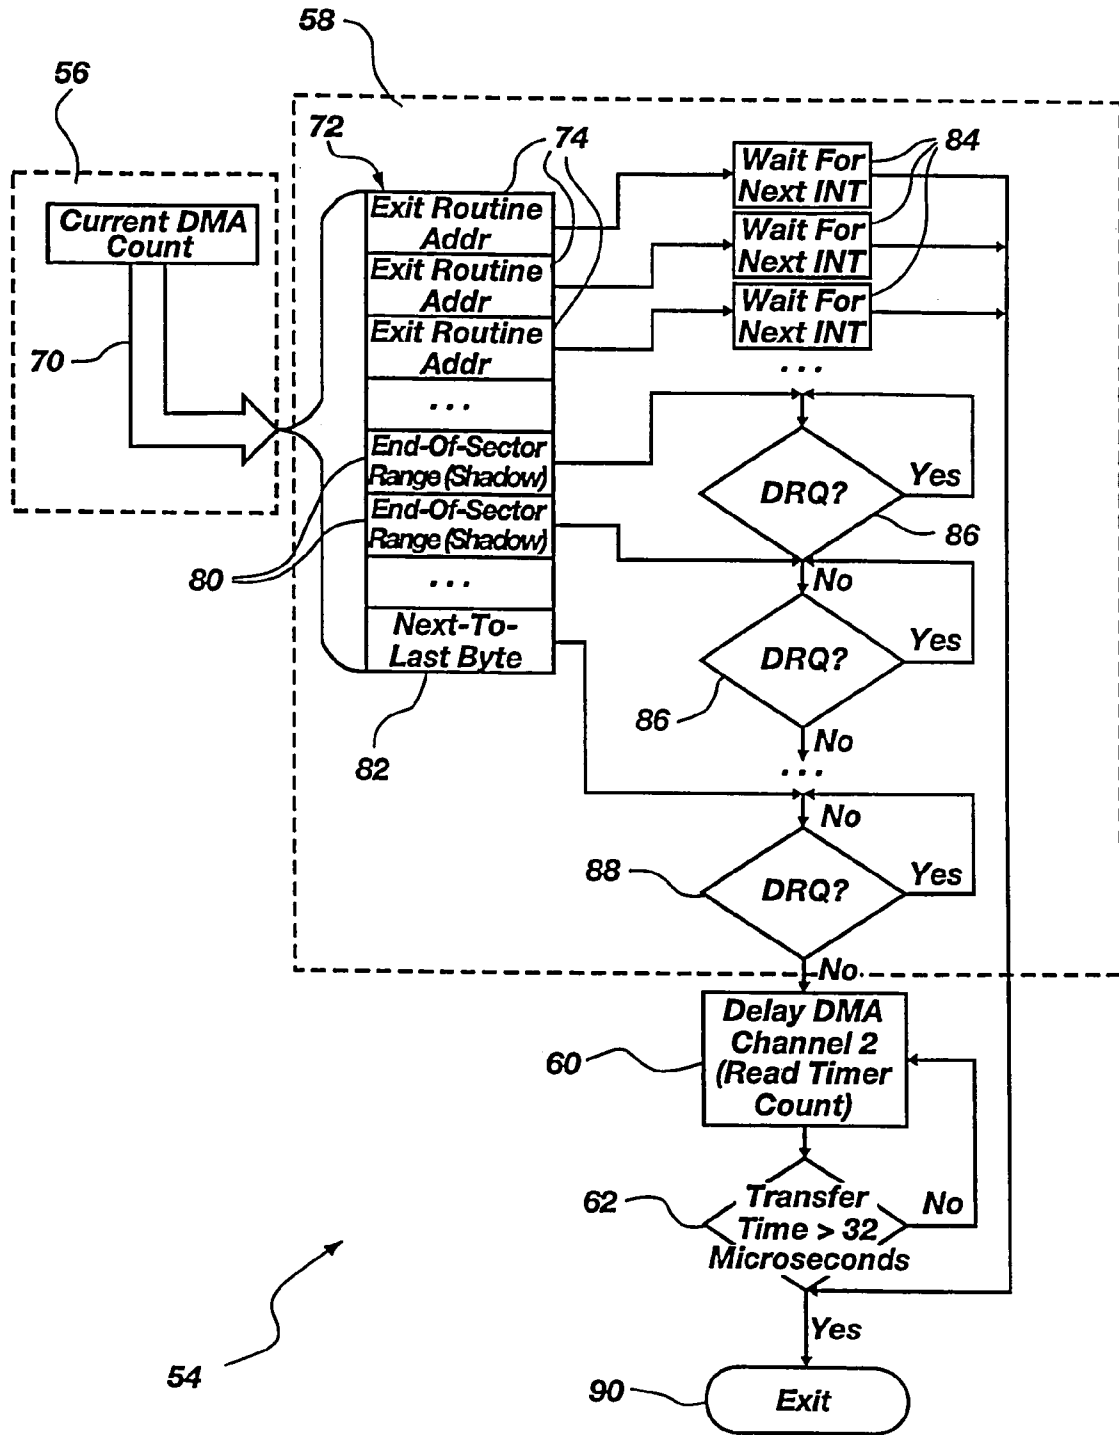 58
56
Current DMA
Count
70
72
74
Exit Routine
Addr
Exit Routine
Addr
Exit Routine
Addr
...
End-Of-Sector
Range (Shadow)
End-Of-Sector
Range (Shadow)
...
Next-To-
Last Byte
80
82
Wait For
Next INT
Wait For
Next INT
Wait For
Next INT
84
...
DRQ?
Yes
86
No
DRQ?
Yes
86
No
...
No
DRQ?
Yes
88
No
Delay DMA
Channel 2
(Read Timer
Count)
60
Transfer
Time > 32
Microseconds
62
No
Yes
Exit
90
54